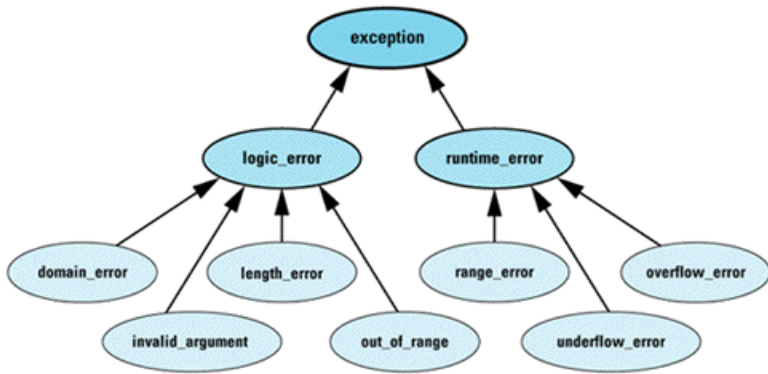 exception
logic_error
runtime_error
domain_error
length_error
range_error
overflow_error
invalid_argument
out_of_range
underflow_error